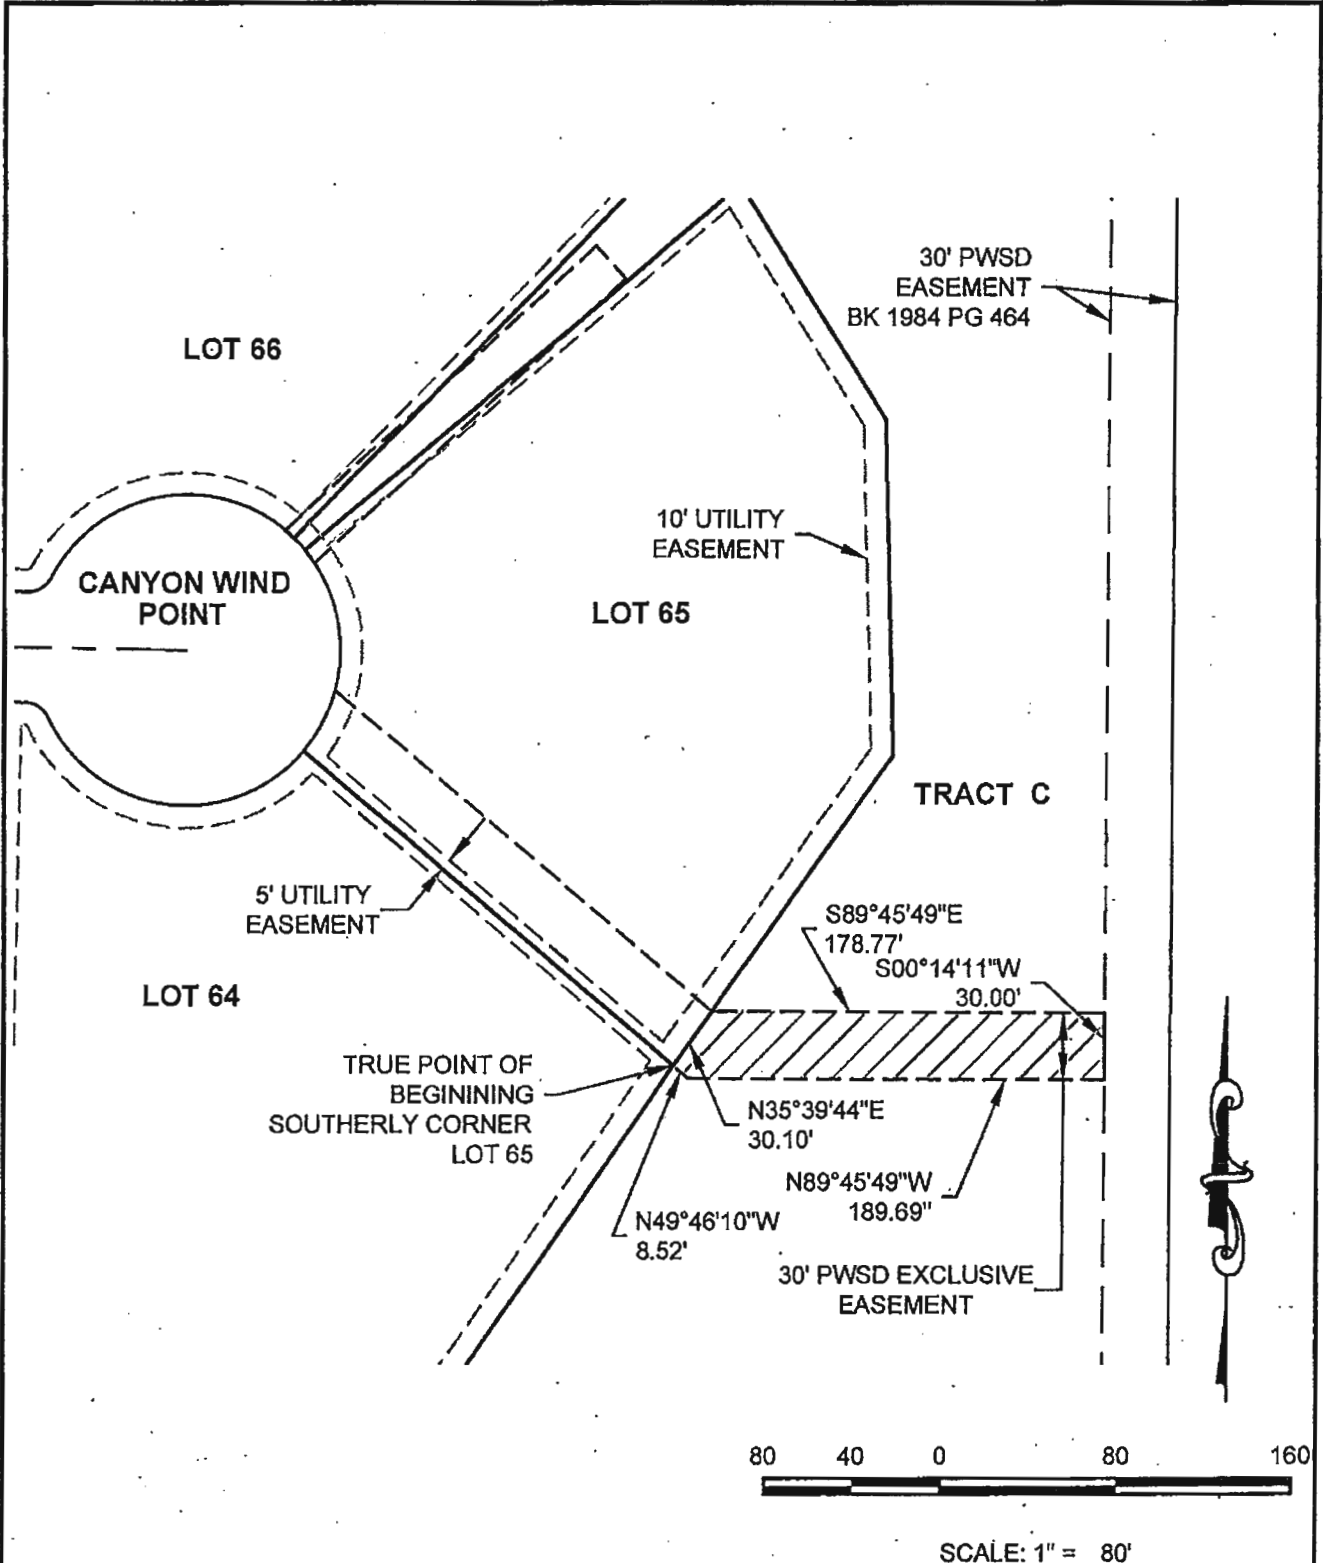 30' PWSD
EASEMENT
BK 1984 PG 464
LOT 66
10' UTILITY
EASEMENT
CANYON WIND
POINT
LOT 65
TRACT C
5' UTILITY
EASEMENT
S89°45'49"E
178.77'
S00°14'11"W
30.00'
LOT 64
TRUE POINT OF
BEGINING
SOUTHERLY CORNER
LOT 65
N35°39'44"E
30.10'
N89°45'49"W
189.69"
N49°46'10"W
8.52'
30' PWSD EXCLUSIVE
EASEMENT
80 40 0 80 160
SCALE: 1" = 80'